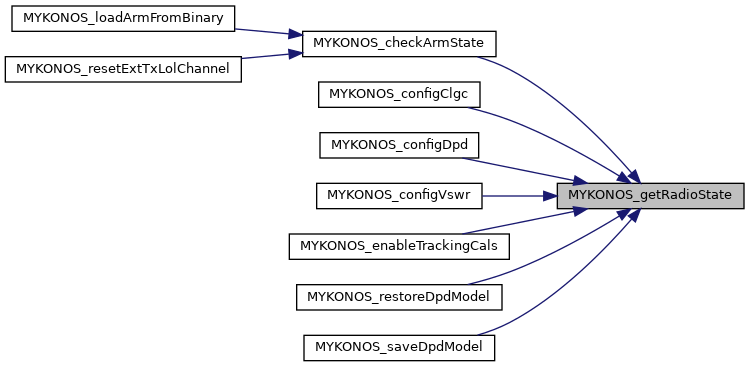 MYKONOS_loadArmFromBinary
MYKONOS_checkArmState
MYKONOS_resetExtTxLolChannel
MYKONOS_configClgc
MYKONOS_configDpd
MYKONOS_configVswr
MYKONOS_getRadioState
MYKONOS_enableTrackingCals
MYKONOS_restoreDpdModel
MYKONOS_saveDpdModel